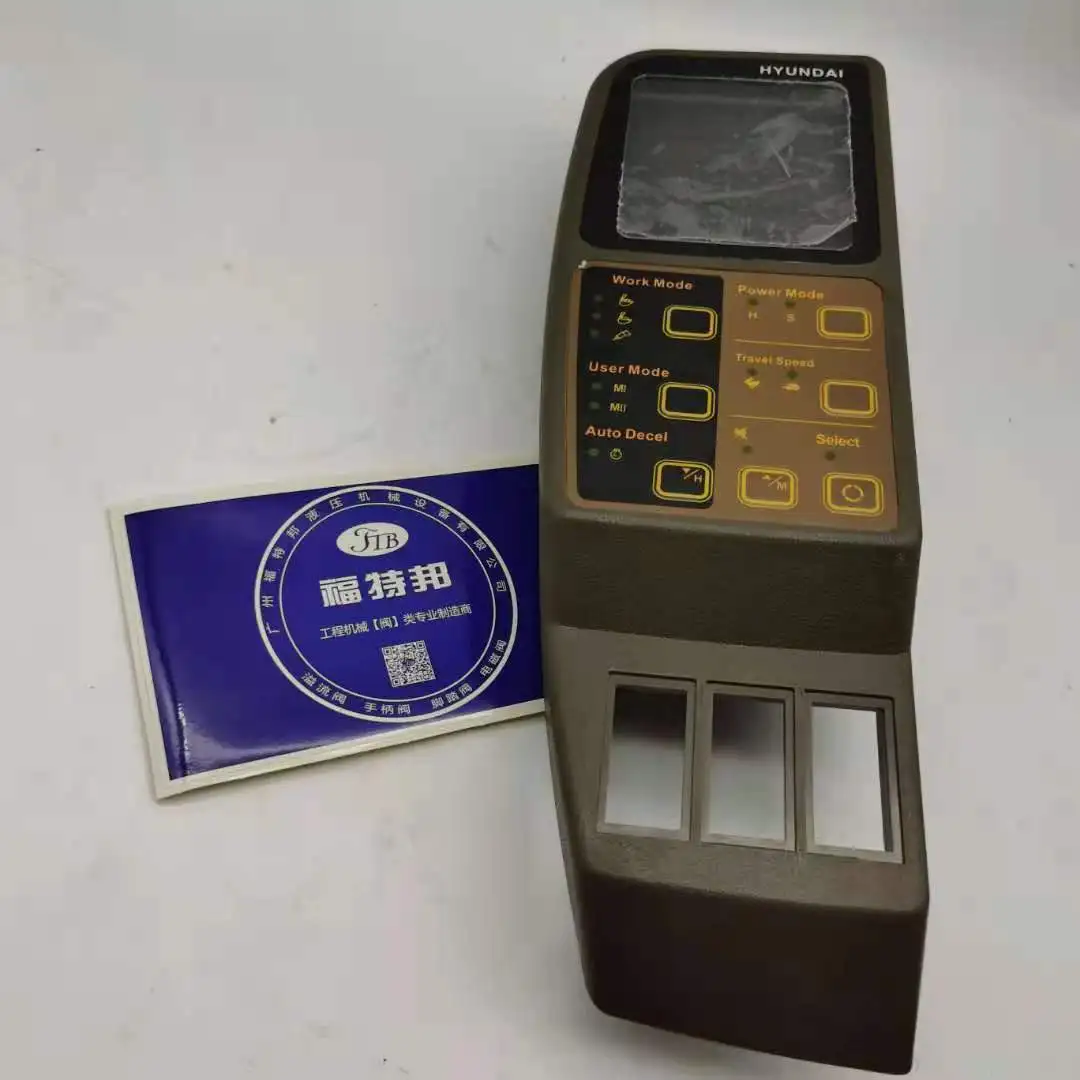 HYUNDAI
Work Mode
Power Mode
H S
Travel Speed
User Mode
MI
MII
Auto Decel
Select
/H
/M
广州福特邦液压机械设备有限公司
FTB
福特邦
工程机械【阀】类专业制造商
溢流阀 手柄阀 脚踏阀 电磁阀